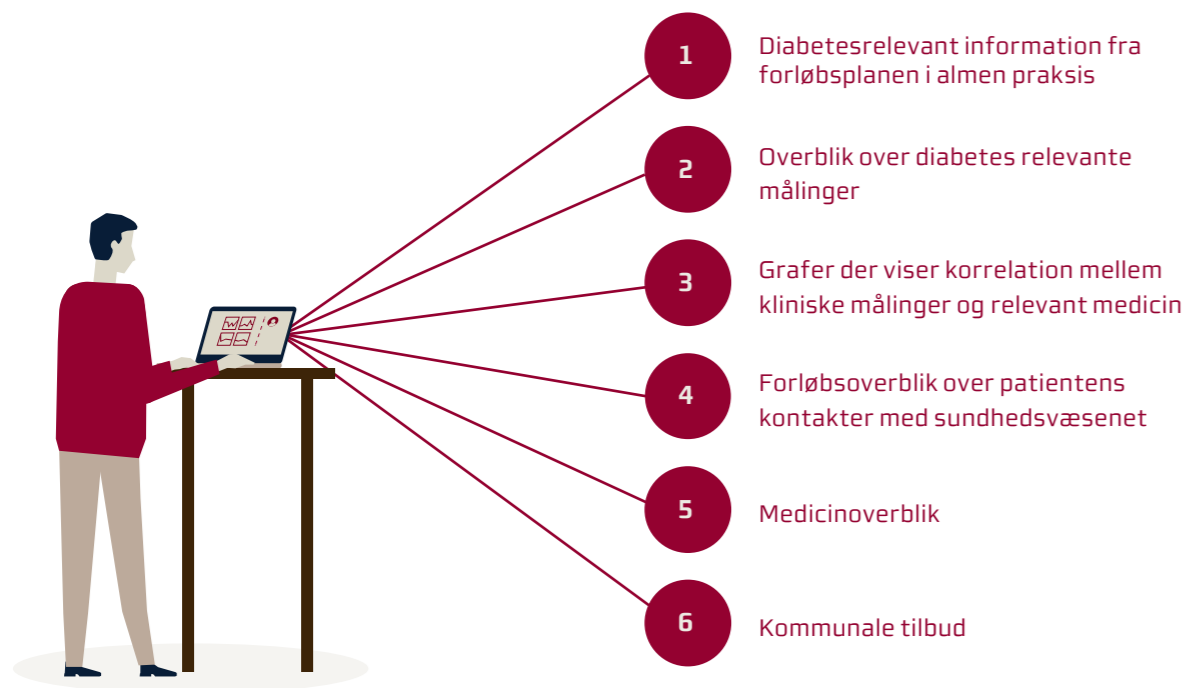 1
Diabetesrelevant information fra
forløbsplanen i almen praksis
2
Overblik over diabetes relevante
målinger
3
Grafer der viser korrelation mellem
kliniske målinger og relevant medicin
4
Forløbsoverblik over patientens
kontakter med sundhedsvæsenet
5
Medicinoverblik
6
Kommunale tilbud